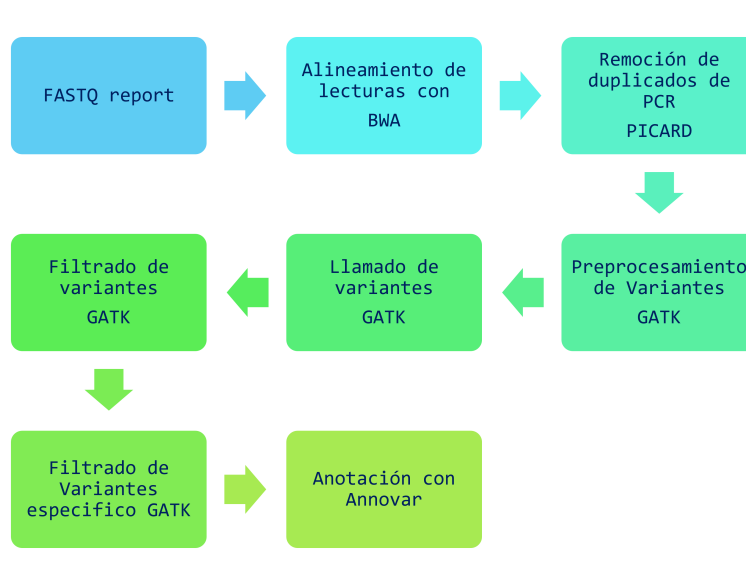 FASTQ report
Alineamiento de
lecturas con
BWA
Remoción de
duplicados de
PCR
PICARD
Preprocesamiento
de Variantes
GATK
Llamado de
variantes
GATK
Filtrado de
variantes
GATK
Filtrado de
Variantes
especifico GATK
Anotación con
Annovar